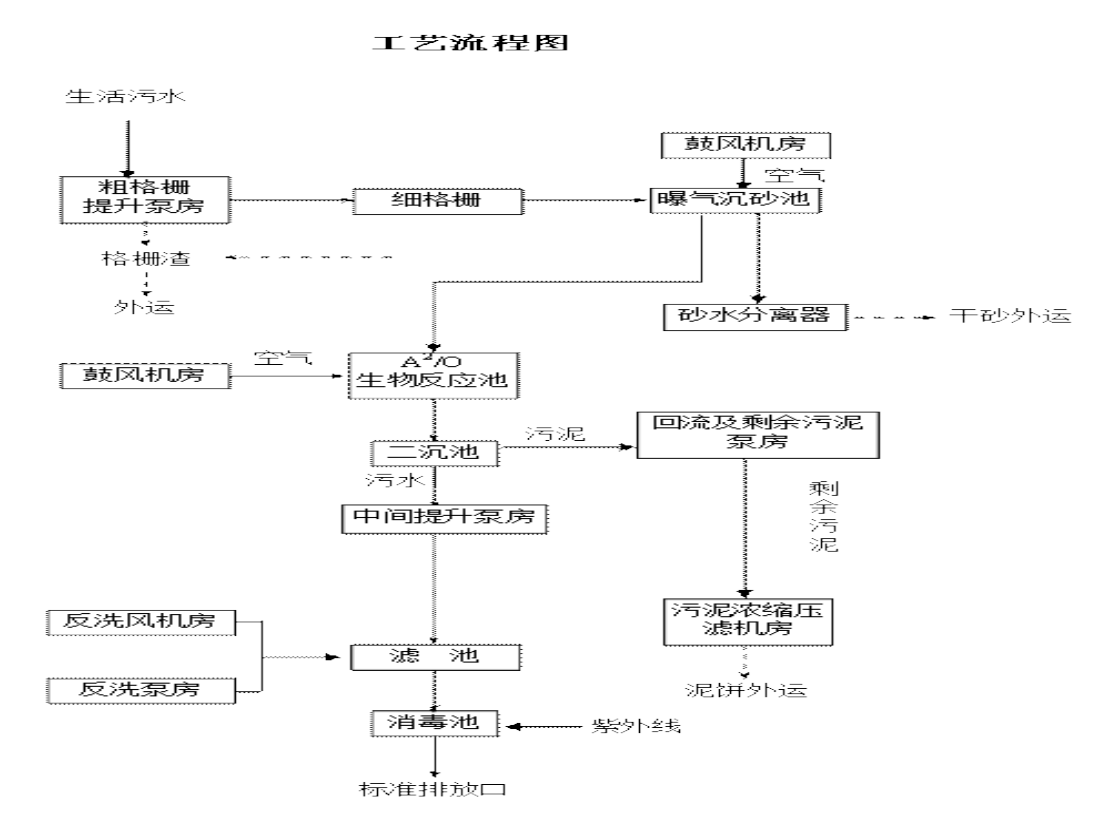 工艺流程图
生活污水
鼓风机房
空气
粗格栅
提升泵房
细格栅
曝气沉砂池
格栅渣
外运
砂水分离器
干砂外运
鼓风机房
空气
A²/O
生物反应池
二沉池
污泥
回流及剩余污泥
泵房
污水
中间提升泵房
剩
余
污
泥
反洗风机房
污泥浓缩压
滤机房
滤 池
反洗泵房
泥饼外运
消毒池
紫外线
标准排放口